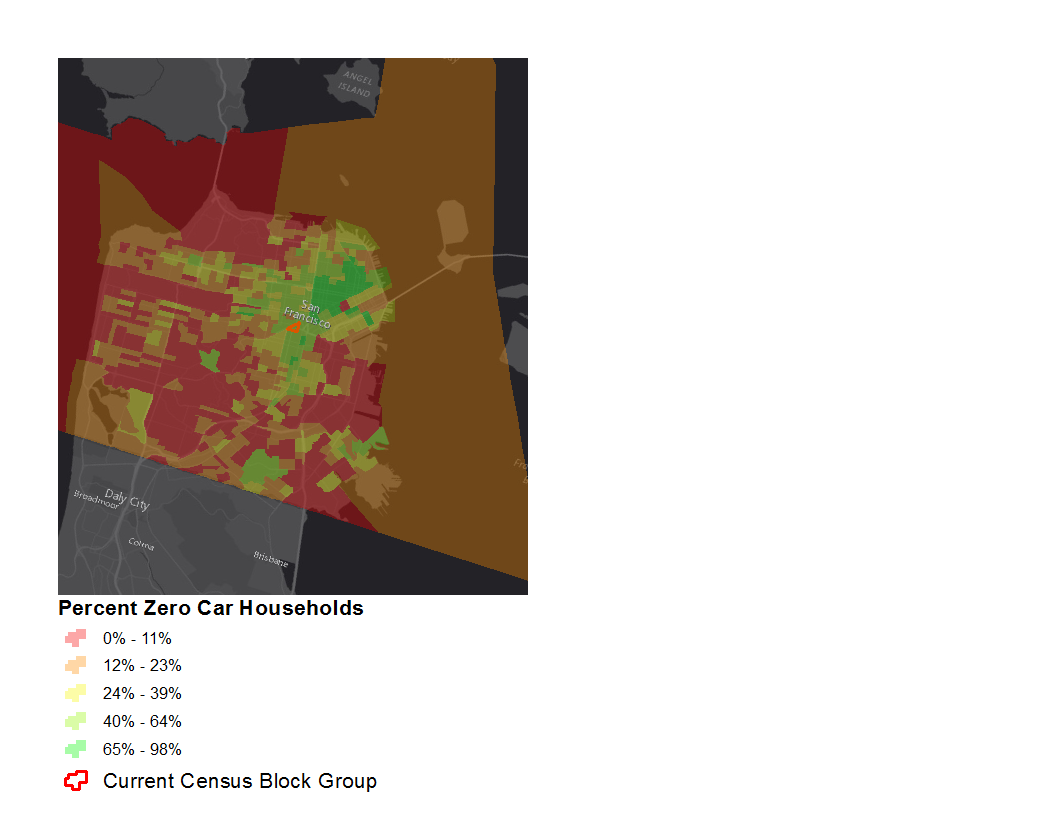 ANGEL
ISLAND
San
Francisco
Daly City
Broadmoor
Colma
Brisbane
Percent Zero Car Households
0% - 11%
12% - 23%
24% - 39%
40% - 64%
65% - 98%
Current Census Block Group